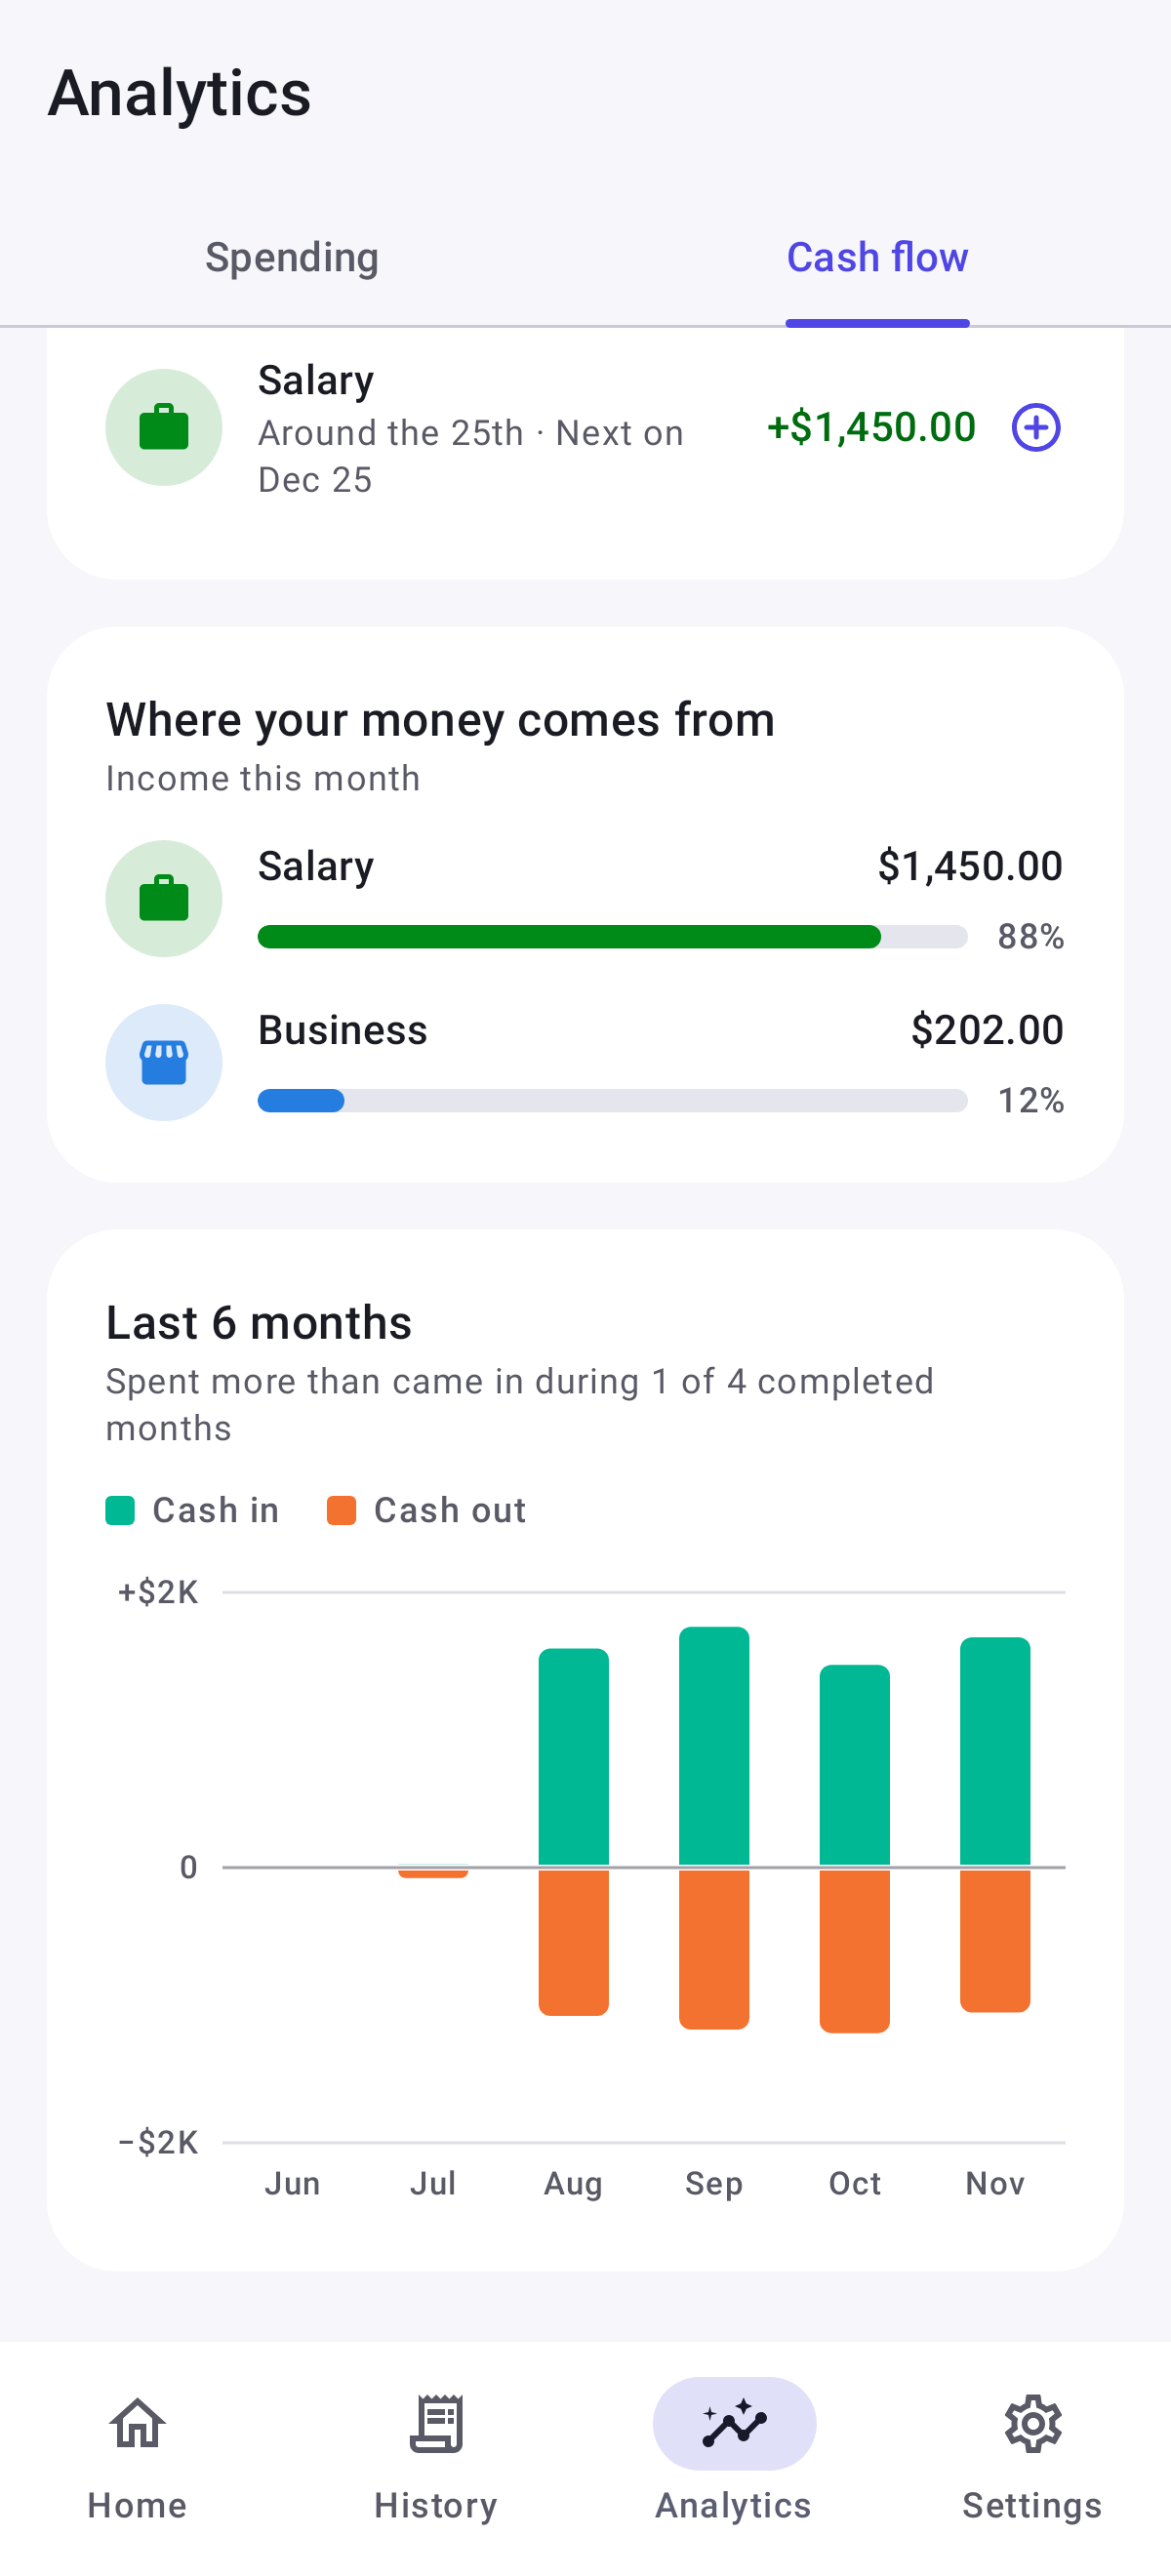 Analytics
Spending
Cash flow
Salary
Around the 25th · Next on
Dec 25
+$1,450.00
Where your money comes from
Income this month
Salary
$1,450.00
88%
Business
$202.00
12%
Last 6 months
Spent more than came in during 1 of 4 completed
months
Cash in
Cash out
+$2K
0
−$2K
Jun
Jul
Aug
Sep
Oct
Nov
Home
History
Analytics
Settings